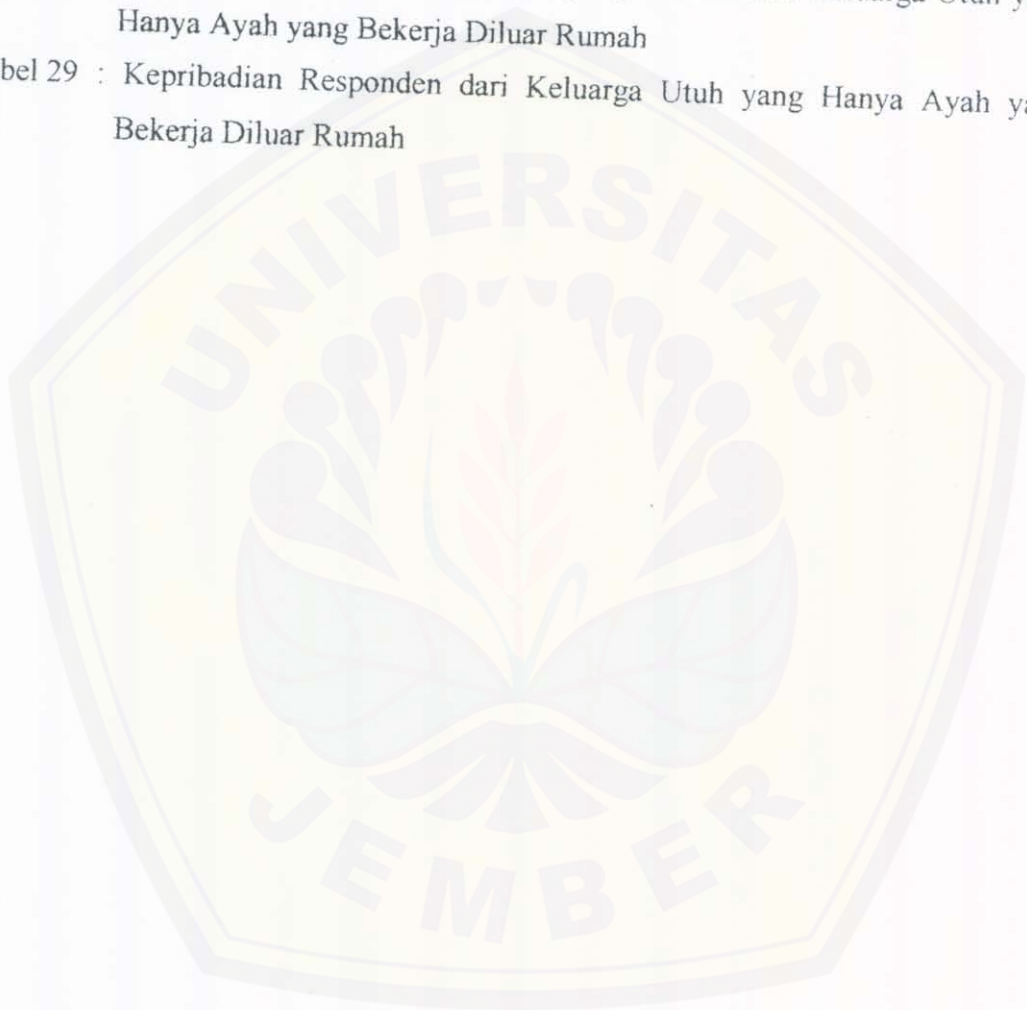 Utuh
Hanya Ayah yang Bekerja Diluar Rumah
bel 29 : Kepribadian Responden dari Keluarga Utuh yang Hanya Ayah ya
Bekerja Diluar Rumah
UNIVERSITAS
JEMBER